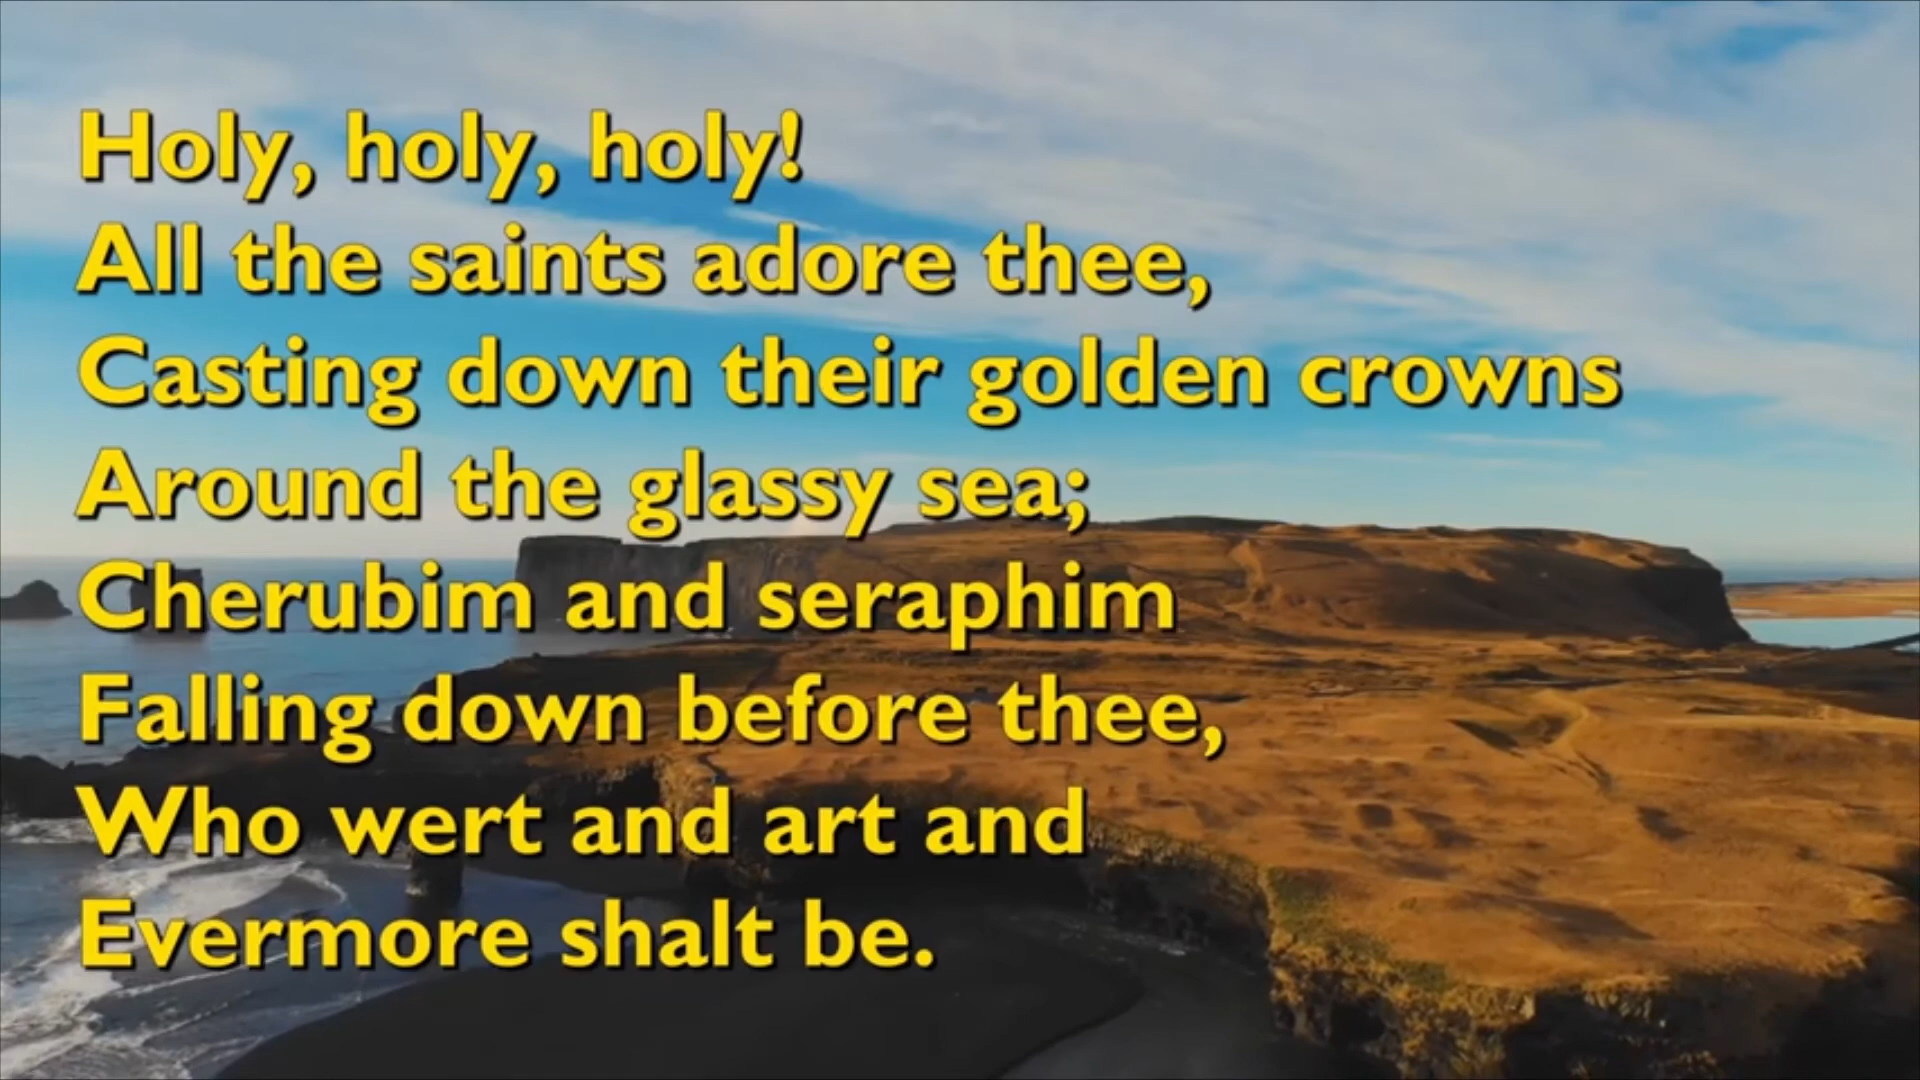 Holy, holy, holy!
All the saints adore thee,
Casting down their golden crowns
Around the glassy sea;
Cherubim and seraphim
Falling down before thee,
Who wert and art and
Evermore shalt be.